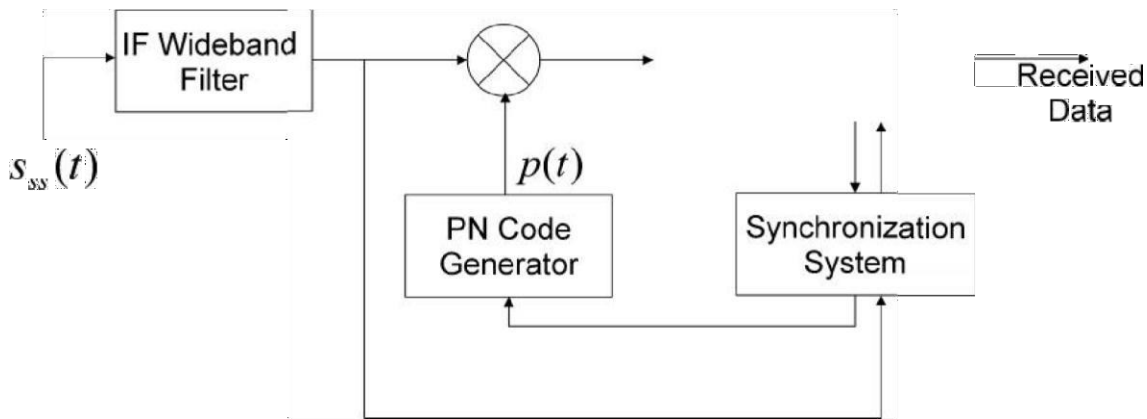 IF Wideband
Filter
Received
Data
s_ss(t)
p(t)
PN Code
Generator
Synchronization
System